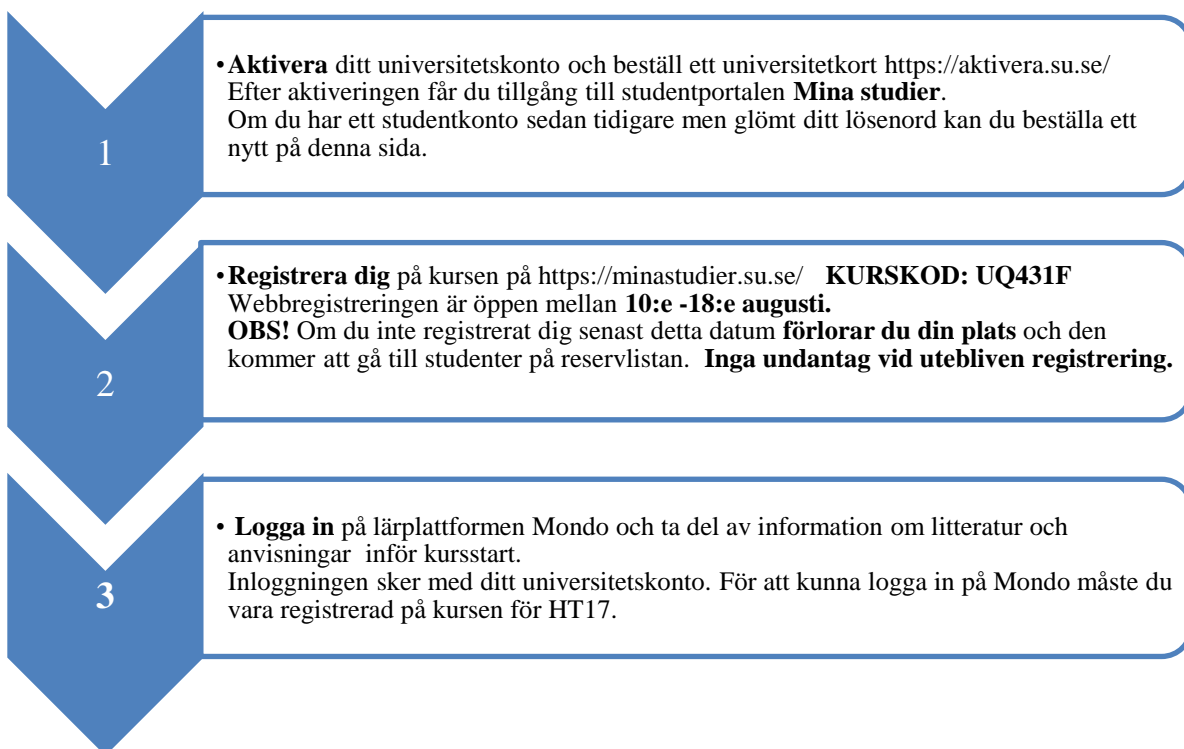 1
•Aktivera ditt universitetskonto och beställ ett universitetkort https://aktivera.su.se/
Efter aktiveringen får du tillgång till studentportalen Mina studier.
Om du har ett studentkonto sedan tidigare men glömt ditt lösenord kan du beställa ett
nytt på denna sida.
2
•Registrera dig på kursen på https://minastudier.su.se/ KURSKOD: UQ431F
Webbregistreringen är öppen mellan 10:e -18:e augusti.
OBS! Om du inte registrerat dig senast detta datum förlorar du din plats och den
kommer att gå till studenter på reservlistan. Inga undantag vid utebliven registrering.
3
• Logga in på lärplattformen Mondo och ta del av information om litteratur och
anvisningar inför kursstart.
Inloggningen sker med ditt universitetskonto. För att kunna logga in på Mondo måste du
vara registrerad på kursen för HT17.